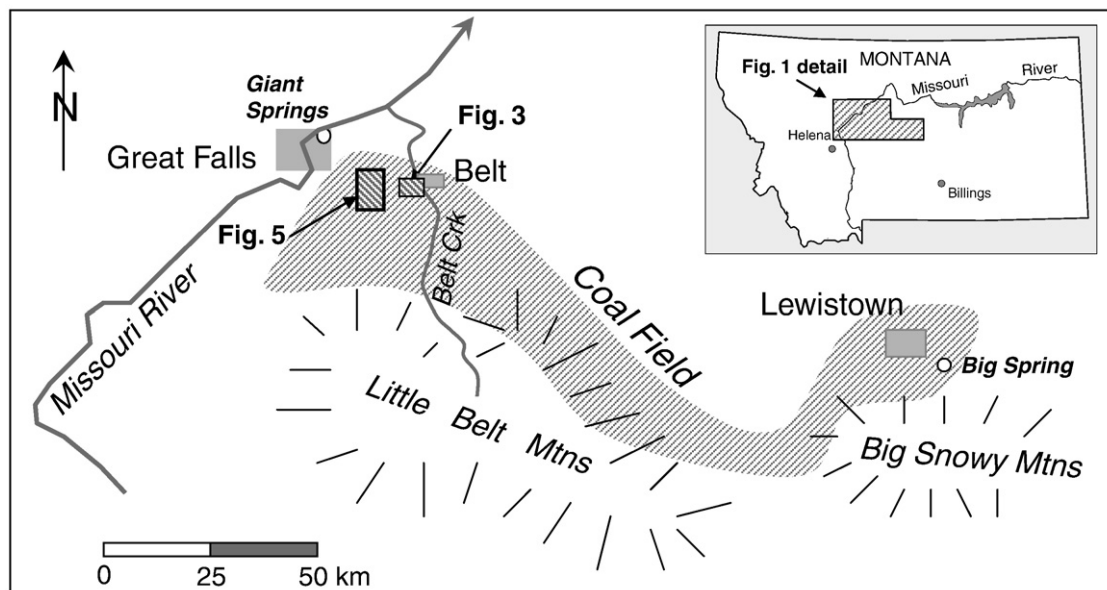 N
Giant
Springs
Great Falls
Fig. 3
Belt
Fig. 5
Belt Crk
Missouri River
Coal Field
Little Belt Mtns
Lewistown
Big Spring
Big Snowy Mtns
0 25 50 km
MONTANA
Fig. 1 detail
Missouri
River
Helena
Billings